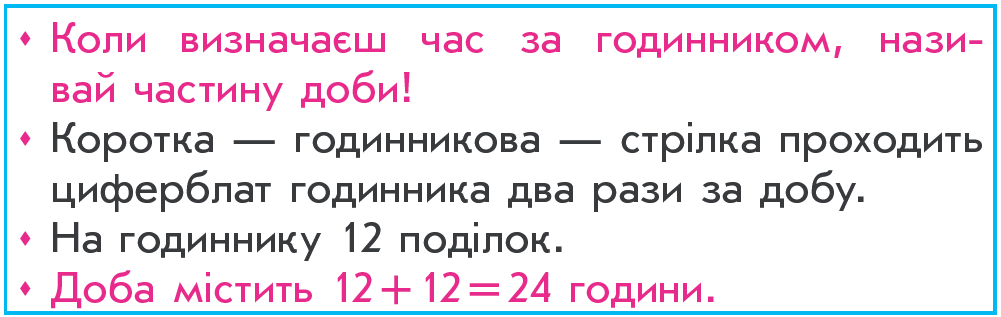 ♦ Коли визначаєш час за годинником, нази-
вай частину доби!
♦ Коротка — годинникова — стрілка проходить
циферблат годинника два рази за добу.
♦ На годиннику 12 поділок.
♦ Доба містить 12+12=24 години.